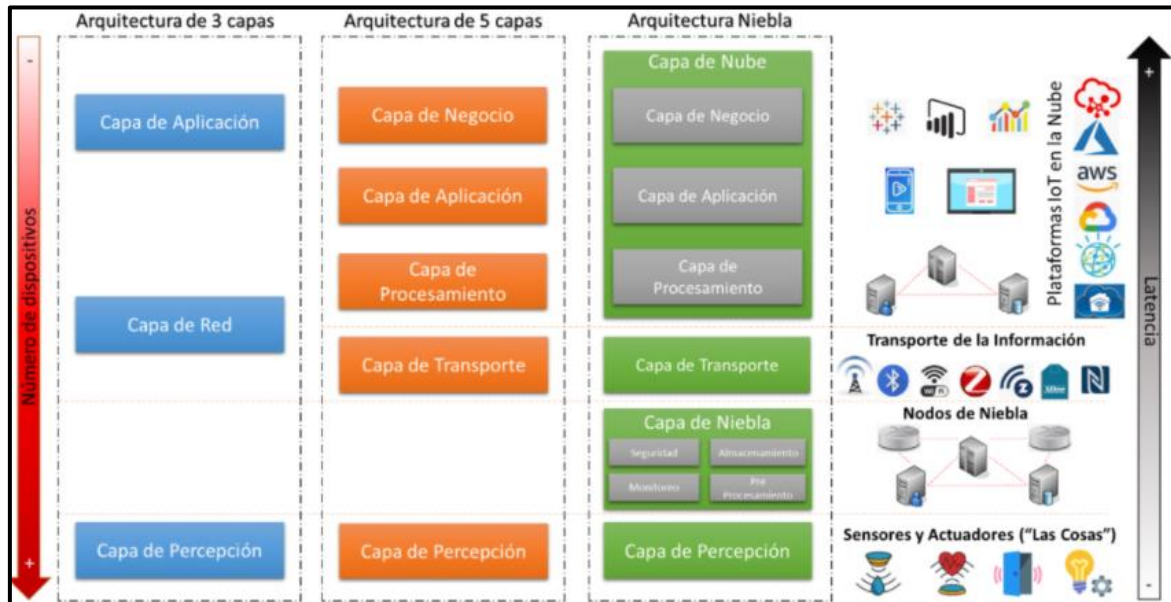 Arquitectura de 3 capas
Arquitectura de 5 capas
Arquitectura Niebla
-
Número de dispositivos
+
Capa de Aplicación
Capa de Red
Capa de Percepción
Capa de Negocio
Capa de Aplicación
Capa de
Procesamiento
Capa de Transporte
Capa de Percepción
Capa de Nube
Capa de Negocio
Capa de Aplicación
Capa de
Procesamiento
Capa de Transporte
Capa de Niebla
Seguridad
Almacenamiento
Monitoreo
Pre
Procesamiento
Capa de Percepción
Plataformas IoT en la Nube
aws
Transporte de la Información
WiFi
Nodos de Niebla
Sensores y Actuadores (“Las Cosas”)
+
Latencia
-